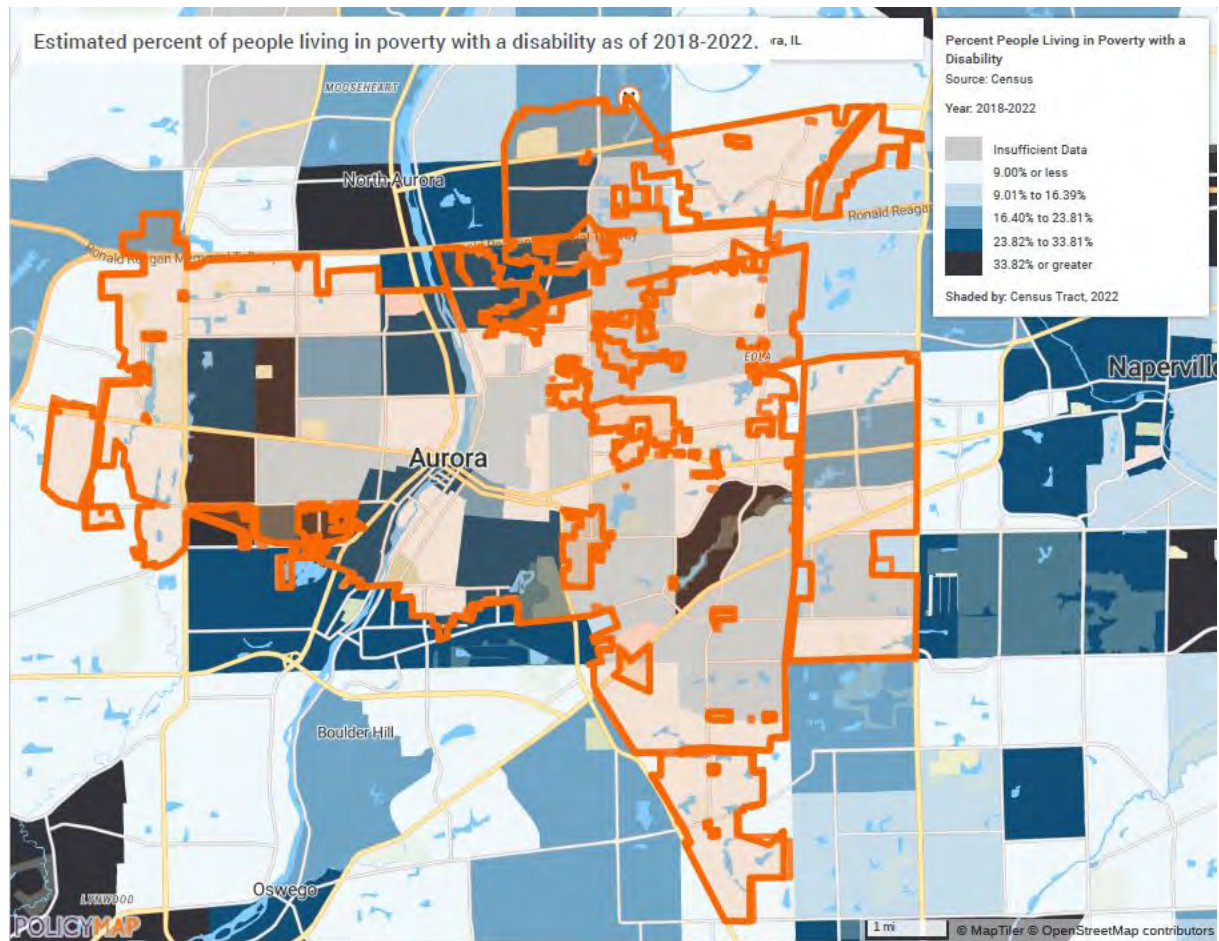 Estimated percent of people living in poverty with a disability as of 2018-2022.
ra, IL
Percent People Living in Poverty with a
Disability
Source: Census
Year: 2018-2022
Insufficient Data
9.00% or less
9.01% to 16.39%
16.40% to 23.81%
23.82% to 33.81%
33.82% or greater
Shaded by: Census Tract, 2022
MOOSEHEART
North Aurora
Ronald Reagan
Ronald Reagan Memorial Tollway
EOLA
Naperville
Aurora
Boulder Hill
Oswego
LYNWOOD
POLICYMAP
1 mi
© MapTiler © OpenStreetMap contributors